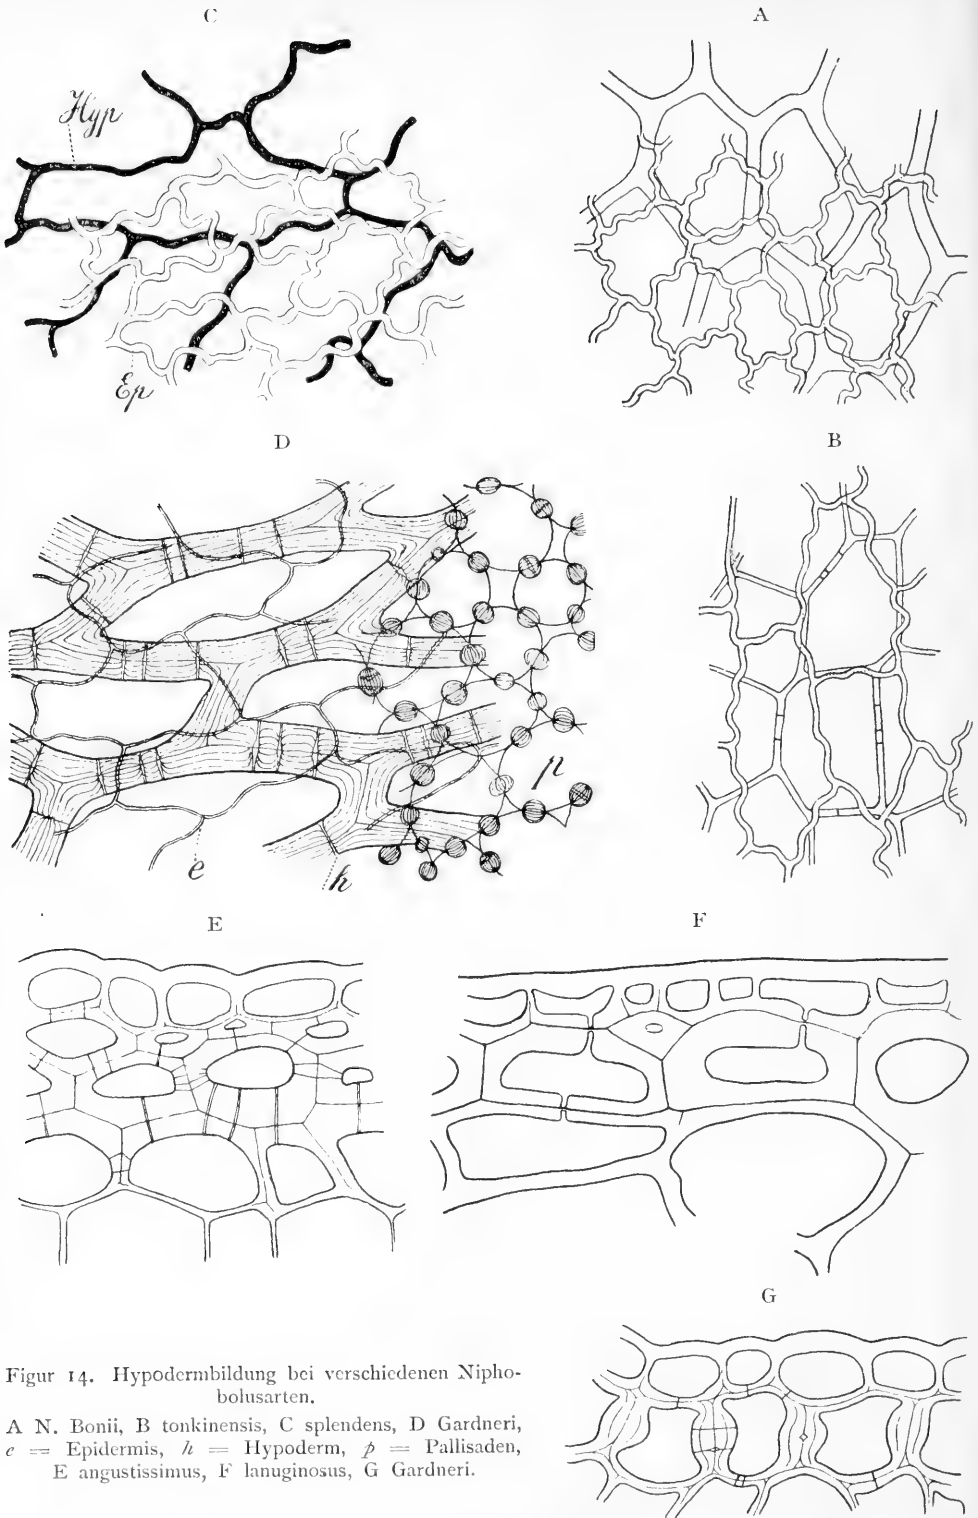 C
A
Hyp
Ep
D
B
p
e
h
E
F
G
Figur 14. Hypodermbildung bei verschiedenen Nipho-
bolusarten.
A N. Bonii, B tonkinensis, C splendens, D Gardneri,
e = Epidermis, h = Hypoderm, p = Pallisaden,
E angustissimus, F lanuginosus, G Gardneri.